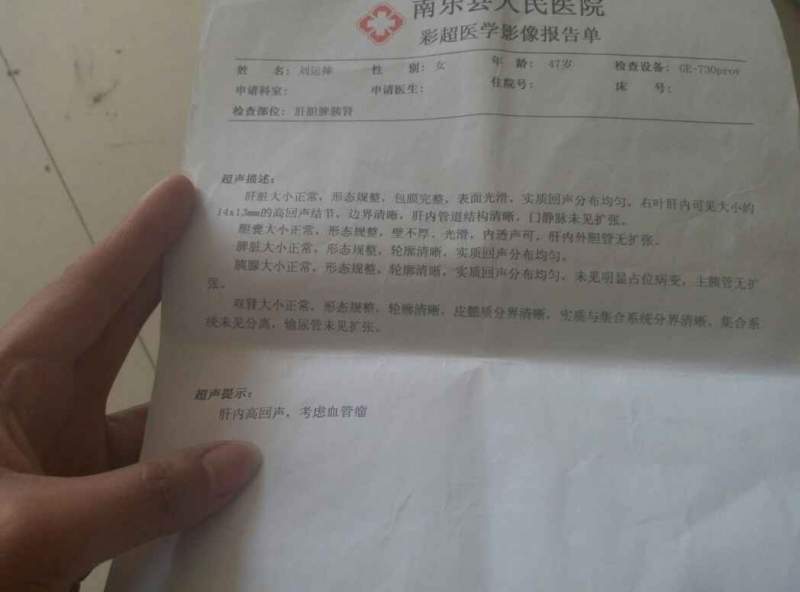 南乐县人民医院
彩超医学影像报告单
姓 名: 性 别: 女 年 龄: 47岁 检查设备: GE-730prov
申请科室: 申请医生: 住院号: 床 号:
检查部位: 肝胆脾胰肾
超声描述:
肝脏大小正常，形态规整，包膜完整，表面光滑，实质回声分布均匀，右叶肝内可见大小约
14x13mm的高回声结节，边界清晰，肝内管道结构清晰，门静脉未见扩张。
胆囊大小正常，形态规整，壁不厚，光滑，内透声可，肝内外胆管无扩张。
脾脏大小正常，形态规整，轮廓清晰，实质回声分布均匀。
胰腺大小正常，形态规整，轮廓清晰，实质回声分布均匀，未见明显占位病变，主胰管无扩
张。
双肾大小正常，形态规整，轮廓清晰，皮髓质分界清晰，实质与集合系统分界清晰，集合系
统未见分离，输尿管未见扩张。
超声提示:
肝内高回声，考虑血管瘤